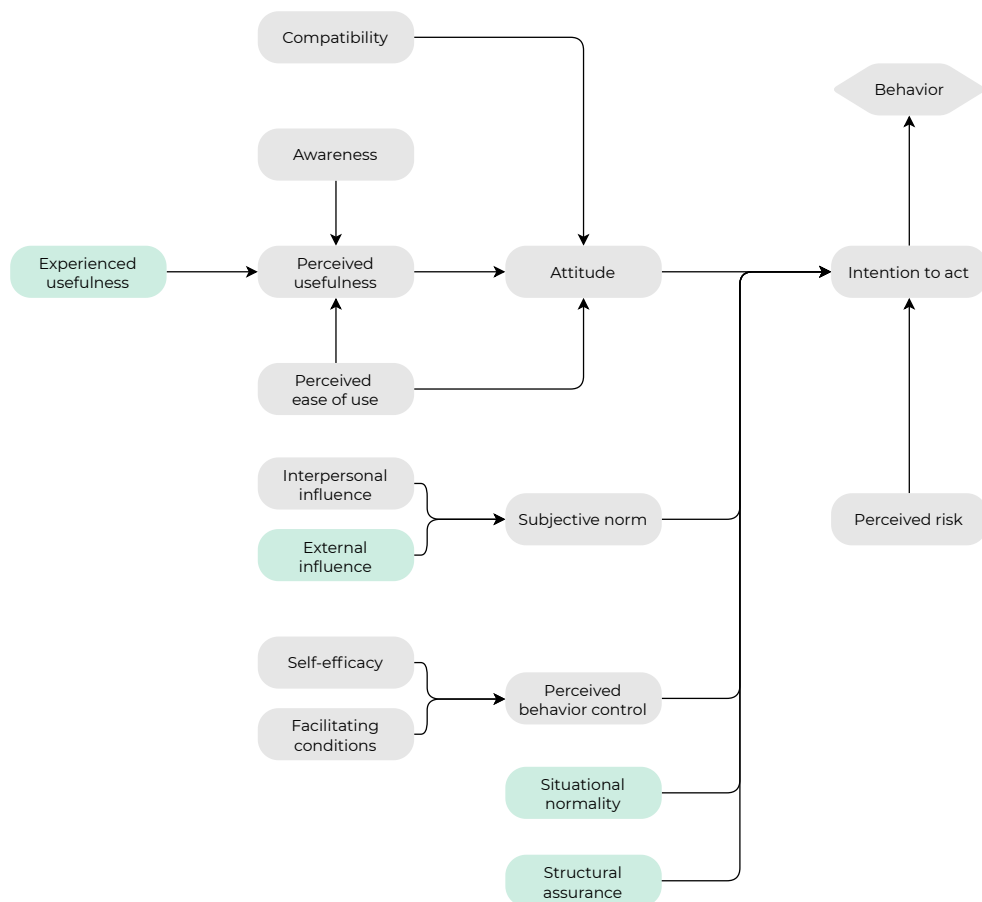 Compatibility
Behavior
Awareness
Experienced
usefulness
Perceived
usefulness
Attitude
Intention to act
Perceived
ease of use
Interpersonal
influence
Subjective norm
Perceived risk
External
influence
Self-efficacy
Perceived
behavior control
Facilitating
conditions
Situational
normality
Structural
assurance